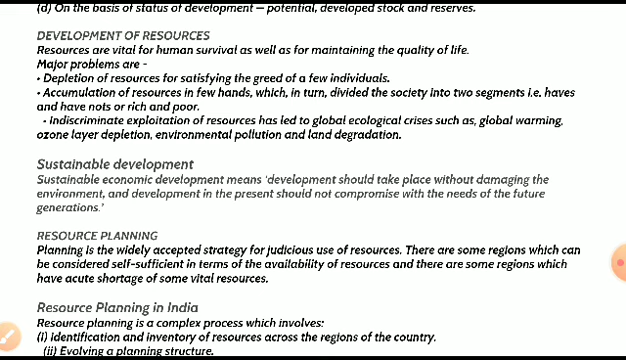 (d) On the basis of status of development – potential, developed stock and reserves.
DEVELOPMENT OF RESOURCES
Resources are vital for human survival as well as for maintaining the quality of life.
Major problems are -
• Depletion of resources for satisfying the greed of a few individuals.
• Accumulation of resources in few hands, which, in turn, divided the society into two segments i.e. haves
and have nots or rich and poor.
• Indiscriminate exploitation of resources has led to global ecological crises such as, global warming,
ozone layer depletion, environmental pollution and land degradation.
Sustainable development
Sustainable economic development means 'development should take place without damaging the
environment, and development in the present should not compromise with the needs of the future
generations.'
RESOURCE PLANNING
Planning is the widely accepted strategy for judicious use of resources. There are some regions which can
be considered self-sufficient in terms of the availability of resources and there are some regions which
have acute shortage of some vital resources.
Resource Planning in India
Resource planning is a complex process which involves:
(i) identification and inventory of resources across the regions of the country.
(ii) Evolving a planning structure.